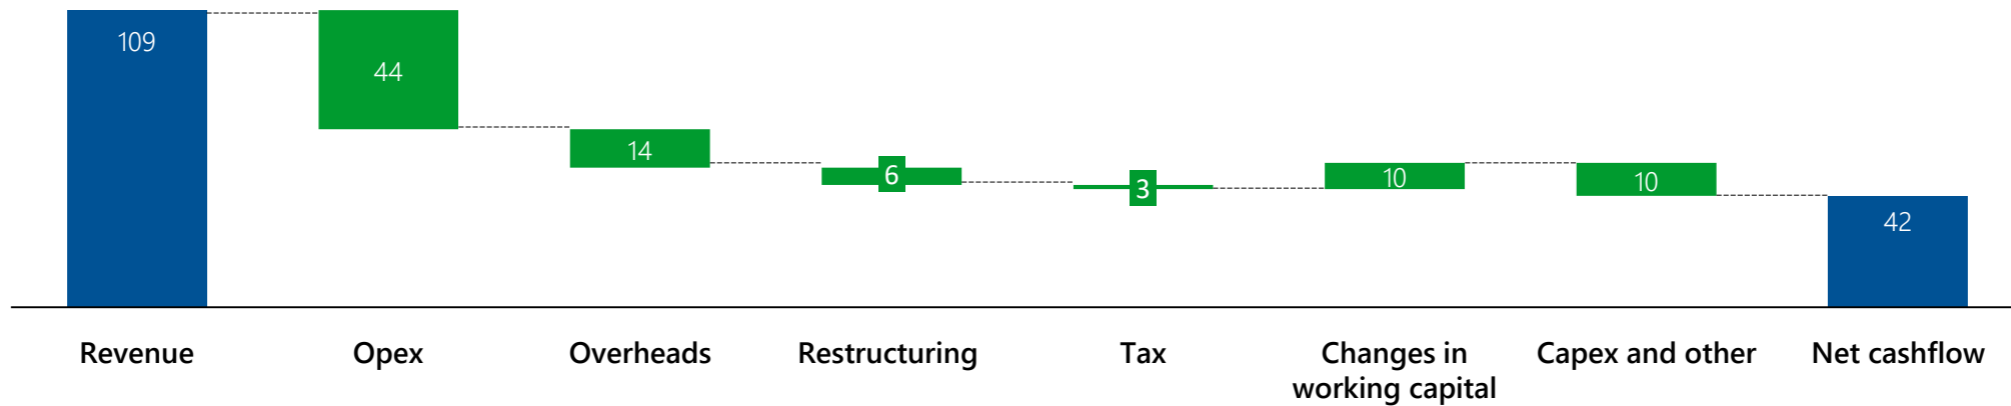 109
44
14
6
3
10
10
42
Revenue
Opex
Overheads
Restructuring
Tax
Changes in
working capital
Capex and other
Net cashflow